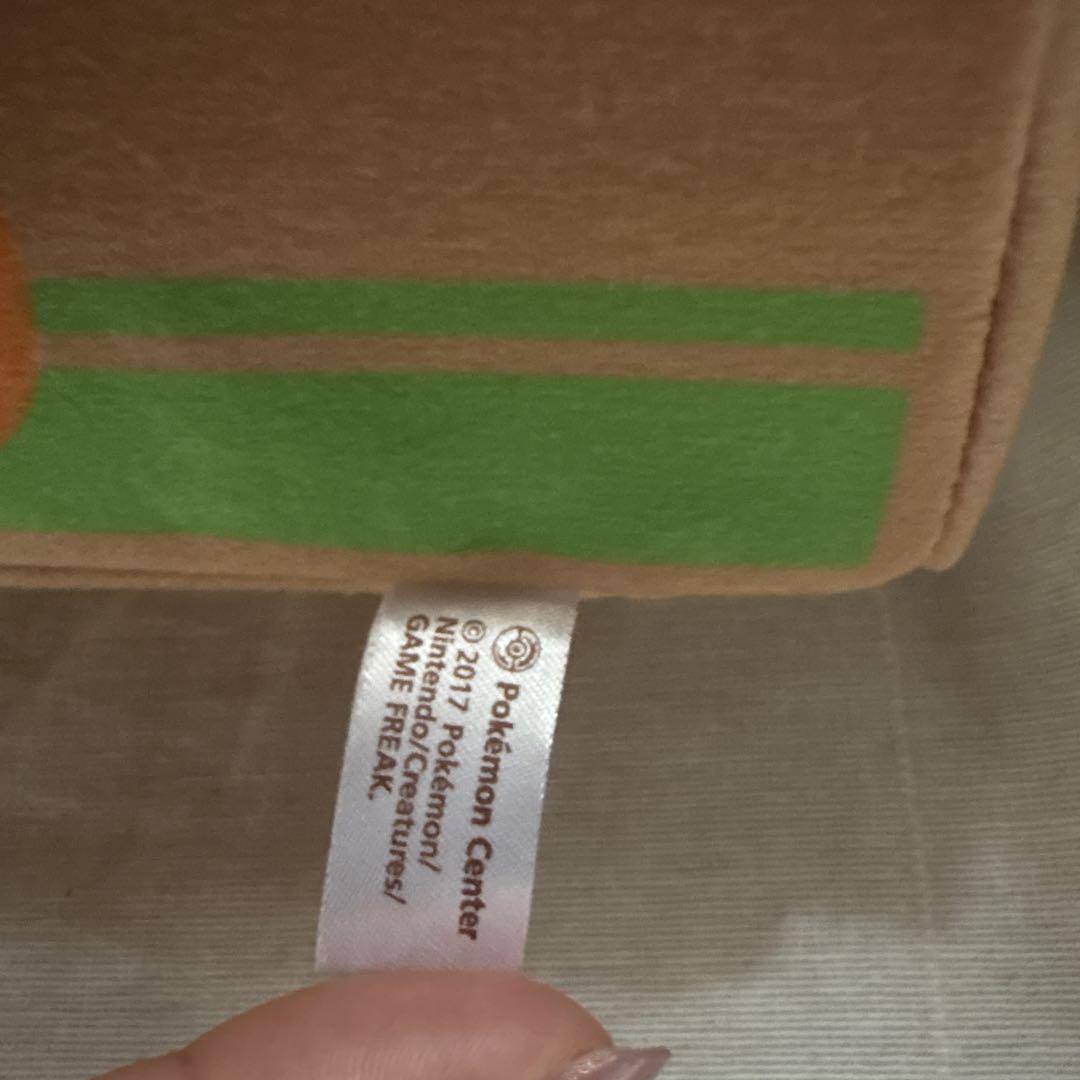 Pokémon Center
©2017 Pokémon/
Nintendo/Creatures/
GAME FREAK.